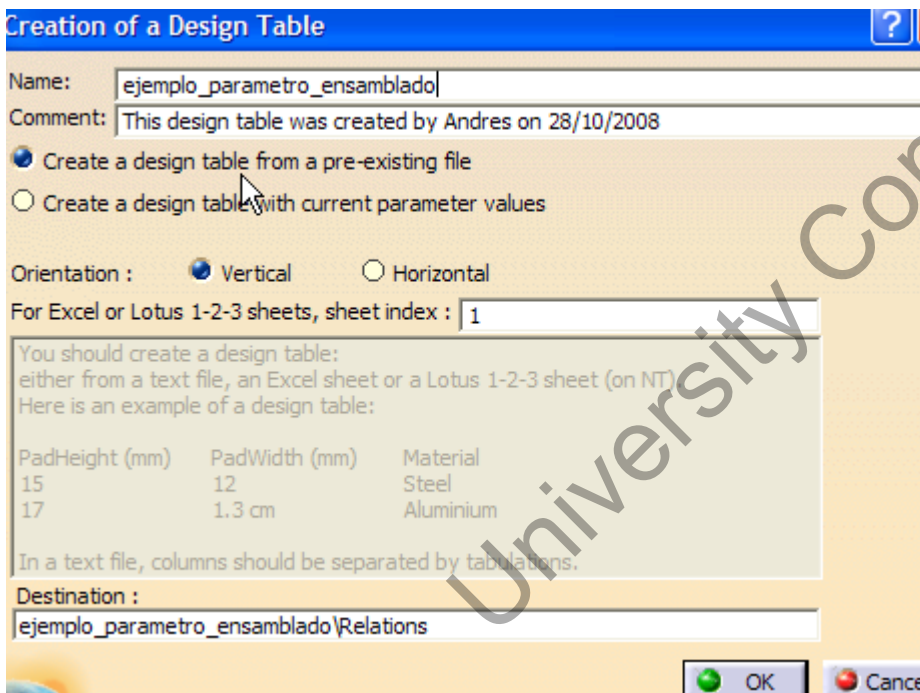 Creation of a Design Table
?
Name: ejemplo_parametro_ensamblado
Comment: This design table was created by Andres on 28/10/2008
Create a design table from a pre-existing file
Create a design table with current parameter values
Orientation : Vertical Horizontal
For Excel or Lotus 1-2-3 sheets, sheet index : 1
You should create a design table:
either from a text file, an Excel sheet or a Lotus 1-2-3 sheet (on NT).
Here is an example of a design table:
PadHeight (mm) PadWidth (mm) Material
15 12 Steel
17 1.3 cm Aluminium
In a text file, columns should be separated by tabulations.
Destination :
ejemplo_parametro_ensamblado\Relations
OK Cance
University Co